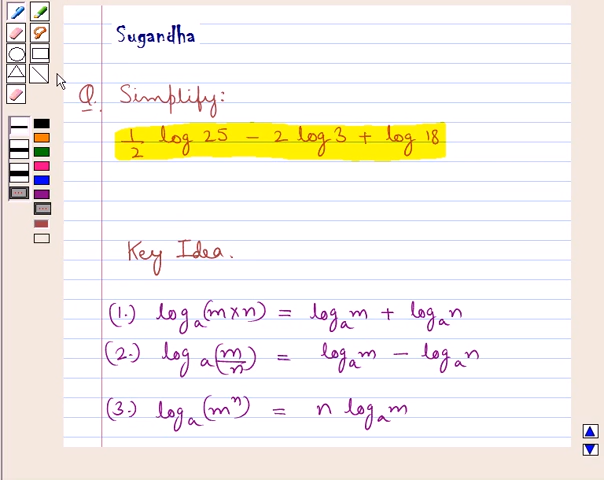 Sugandha
Q. Simplify:
1/2 log 25 - 2 log 3 + log 18
Key Idea.
(1.) logₐ(m×n) = logₐm + logₐn
(2.) logₐ(m/n) = logₐm - logₐn
(3.) logₐ(mⁿ) = n logₐm